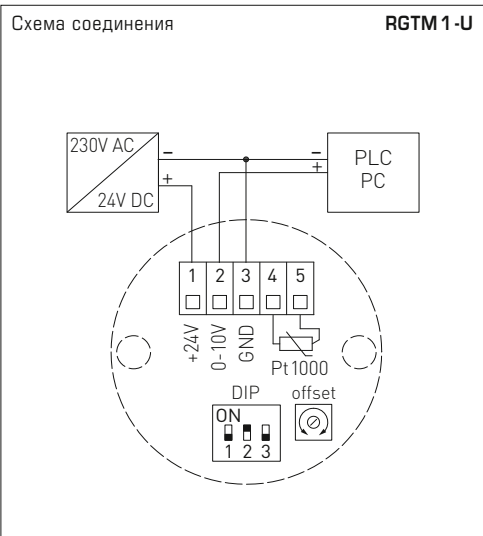 Схема соединения RGTM 1 - U
230V AC
24V DC
–
+
–
+
PLC
PC
1 2 3 4 5
+24V
0-10V
GND
Pt1000
DIP
offset
ON
1 2 3